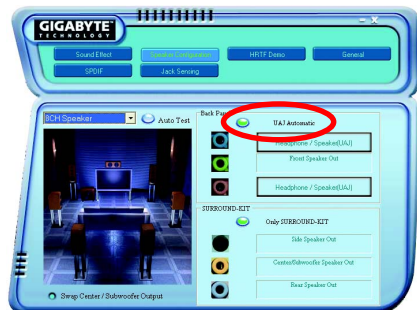 GIGABYTE
TECHNOLOGY
Sound Effect
Speaker Configuration
HRTF Demo
General
SPDIF
Jack Sensing
8CH Speaker
Auto Test
Back Pan
UAJ Automatic
Headphone / Speaker(UAJ)
Front Speaker Out
Headphone / Speaker(UAJ)
SURROUND-KIT
Only SURROUND-KIT
Side Speaker Out
Center/Subwoofer Speaker Out
Rear Speaker Out
Swap Center / Subwoofer Output